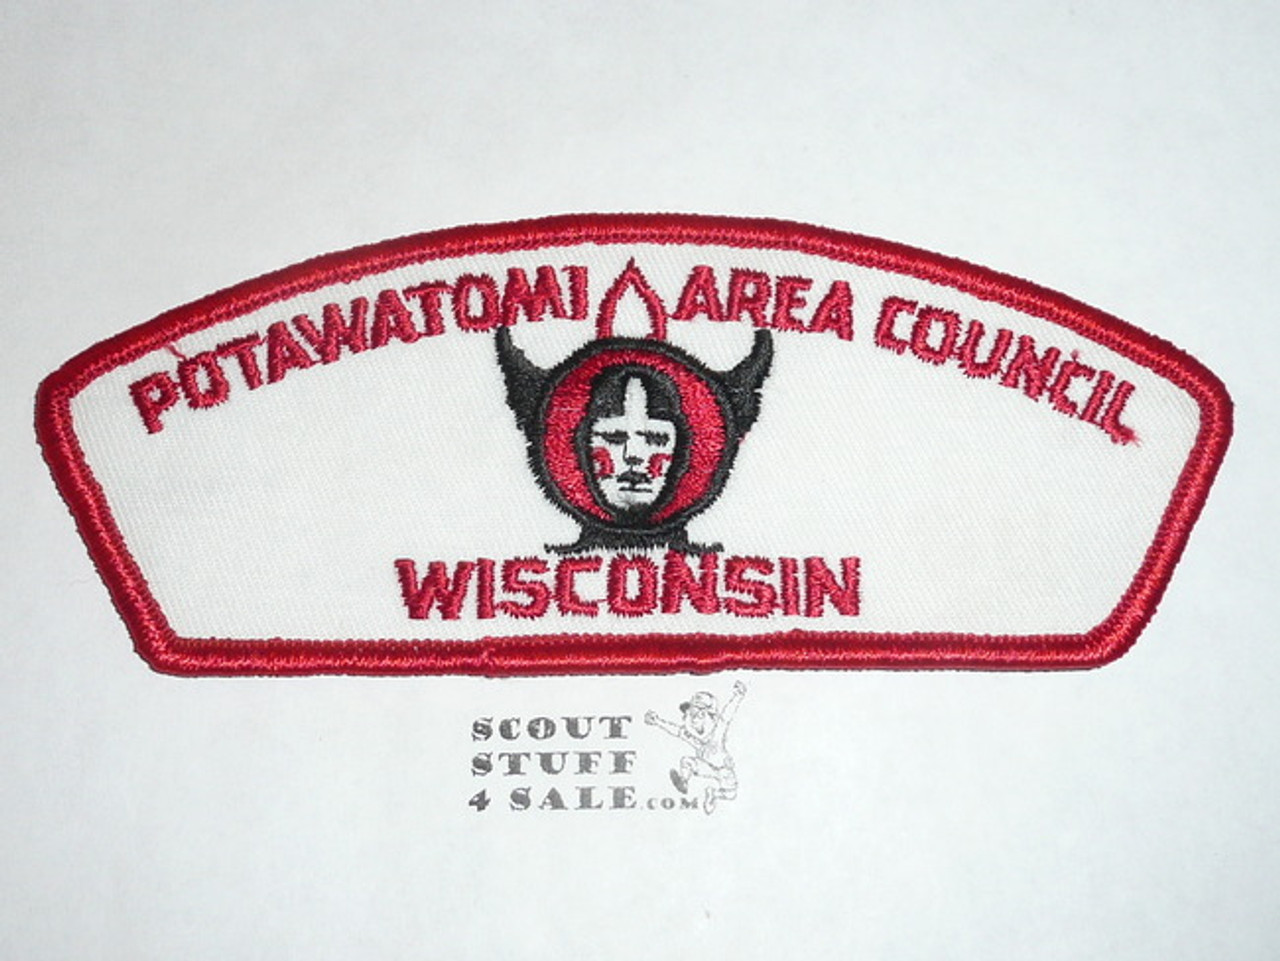 POTAWATOMI AREA COUNCIL
WISCONSIN
SCOUT
STUFF
4 SALE.COM